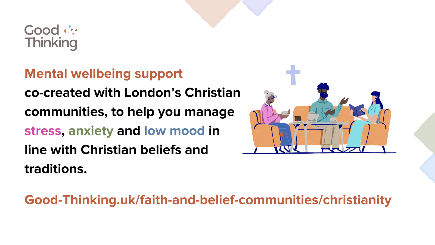 Good
Thinking
Mental wellbeing support
co-created with London's Christian
communities, to help you manage
stress, anxiety and low mood in
line with Christian beliefs and
traditions.
Good-Thinking.uk/faith-and-belief-communities/christianity